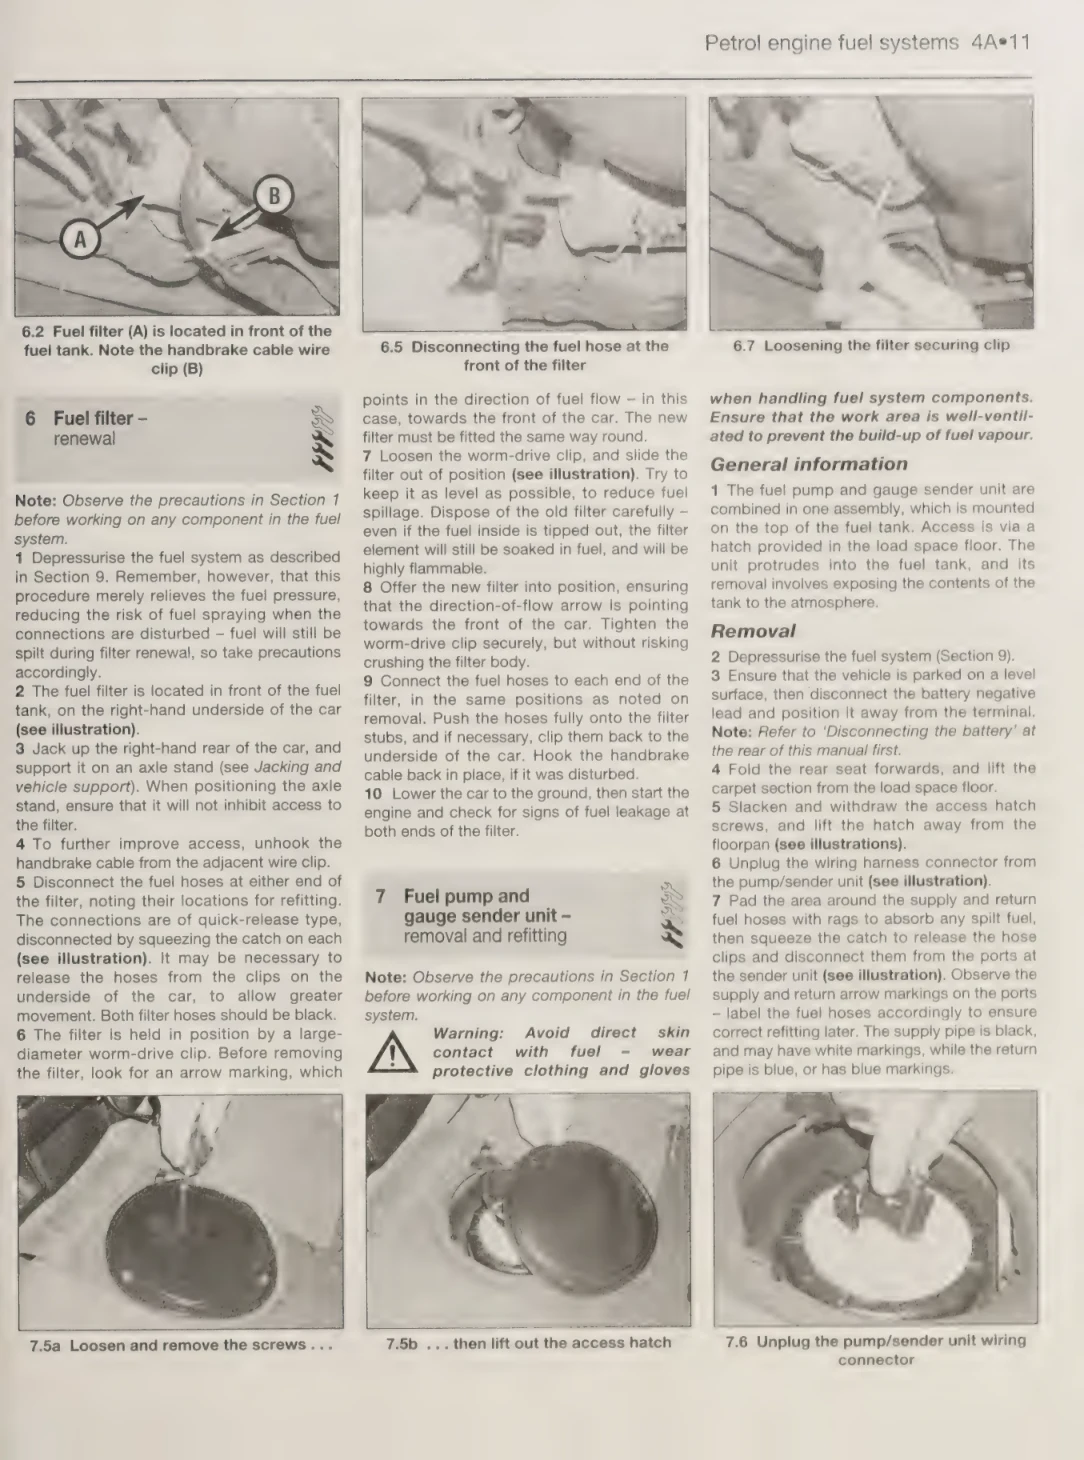 Petrol engine fuel systems 4A•11
A
B
6.2 Fuel filter (A) is located in front of the
fuel tank. Note the handbrake cable wire
clip (B)
6.5 Disconnecting the fuel hose at the
front of the filter
6.7 Loosening the filter securing clip
6 Fuel filter –
renewal
Note: Observe the precautions in Section 1
before working on any component in the fuel
system.
1 Depressurise the fuel system as described
in Section 9. Remember, however, that this
procedure merely relieves the fuel pressure,
reducing the risk of fuel spraying when the
connections are disturbed – fuel will still be
spilt during filter renewal, so take precautions
accordingly.
2 The fuel filter is located in front of the fuel
tank, on the right-hand underside of the car
(see illustration).
3 Jack up the right-hand rear of the car, and
support it on an axle stand (see Jacking and
vehicle support). When positioning the axle
stand, ensure that it will not inhibit access to
the filter.
4 To further improve access, unhook the
handbrake cable from the adjacent wire clip.
5 Disconnect the fuel hoses at either end of
the filter, noting their locations for refitting.
The connections are of quick-release type,
disconnected by squeezing the catch on each
(see illustration). It may be necessary to
release the hoses from the clips on the
underside of the car, to allow greater
movement. Both filter hoses should be black.
6 The filter is held in position by a large-
diameter worm-drive clip. Before removing
the filter, look for an arrow marking, which
points in the direction of fuel flow – in this
case, towards the front of the car. The new
filter must be fitted the same way round.
7 Loosen the worm-drive clip, and slide the
filter out of position (see illustration). Try to
keep it as level as possible, to reduce fuel
spillage. Dispose of the old filter carefully –
even if the fuel inside is tipped out, the filter
element will still be soaked in fuel, and will be
highly flammable.
8 Offer the new filter into position, ensuring
that the direction-of-flow arrow is pointing
towards the front of the car. Tighten the
worm-drive clip securely, but without risking
crushing the filter body.
9 Connect the fuel hoses to each end of the
filter, in the same positions as noted on
removal. Push the hoses fully onto the filter
stubs, and if necessary, clip them back to the
underside of the car. Hook the handbrake
cable back in place, if it was disturbed.
10 Lower the car to the ground, then start the
engine and check for signs of fuel leakage at
both ends of the filter.
7 Fuel pump and
gauge sender unit –
removal and refitting
Note: Observe the precautions in Section 1
before working on any component in the fuel
system.
Warning: Avoid direct skin
contact with fuel – wear
protective clothing and gloves
when handling fuel system components.
Ensure that the work area is well-ventil-
ated to prevent the build-up of fuel vapour.
General information
1 The fuel pump and gauge sender unit are
combined in one assembly, which is mounted
on the top of the fuel tank. Access is via a
hatch provided in the load space floor. The
unit protrudes into the fuel tank, and its
removal involves exposing the contents of the
tank to the atmosphere.
Removal
2 Depressurise the fuel system (Section 9).
3 Ensure that the vehicle is parked on a level
surface, then disconnect the battery negative
lead and position it away from the terminal.
Note: Refer to 'Disconnecting the battery' at
the rear of this manual first.
4 Fold the rear seat forwards, and lift the
carpet section from the load space floor.
5 Slacken and withdraw the access hatch
screws, and lift the hatch away from the
floorpan (see illustrations).
6 Unplug the wiring harness connector from
the pump/sender unit (see illustration).
7 Pad the area around the supply and return
fuel hoses with rags to absorb any spilt fuel,
then squeeze the catch to release the hose
clips and disconnect them from the ports at
the sender unit (see illustration). Observe the
supply and return arrow markings on the ports
– label the fuel hoses accordingly to ensure
correct refitting later. The supply pipe is black,
and may have white markings, while the return
pipe is blue, or has blue markings.
7.5a Loosen and remove the screws . . .
7.5b . . . then lift out the access hatch
7.6 Unplug the pump/sender unit wiring
connector